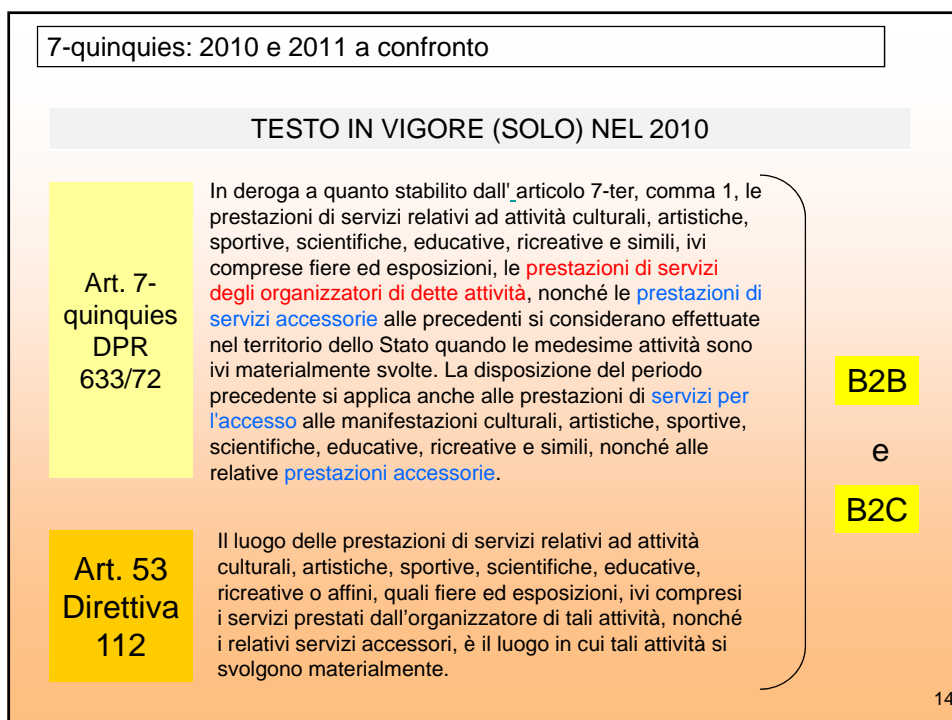 7-quinquies: 2010 e 2011 a confronto
TESTO IN VIGORE (SOLO) NEL 2010
Art. 7-
quinquies
DPR
633/72
In deroga a quanto stabilito dall' articolo 7-ter, comma 1, le
prestazioni di servizi relativi ad attività culturali, artistiche,
sportive, scientifiche, educative, ricreative e simili, ivi
comprese fiere ed esposizioni, le prestazioni di servizi
degli organizzatori di dette attività, nonché le prestazioni di
servizi accessorie alle precedenti si considerano effettuate
nel territorio dello Stato quando le medesime attività sono
ivi materialmente svolte. La disposizione del periodo
precedente si applica anche alle prestazioni di servizi per
l'accesso alle manifestazioni culturali, artistiche, sportive,
scientifiche, educative, ricreative e simili, nonché alle
relative prestazioni accessorie.
Art. 53
Direttiva
112
Il luogo delle prestazioni di servizi relativi ad attività
culturali, artistiche, sportive, scientifiche, educative,
ricreative o affini, quali fiere ed esposizioni, ivi compresi
i servizi prestati dall’organizzatore di tali attività, nonché
i relativi servizi accessori, è il luogo in cui tali attività si
svolgono materialmente.
B2B
e
B2C
14